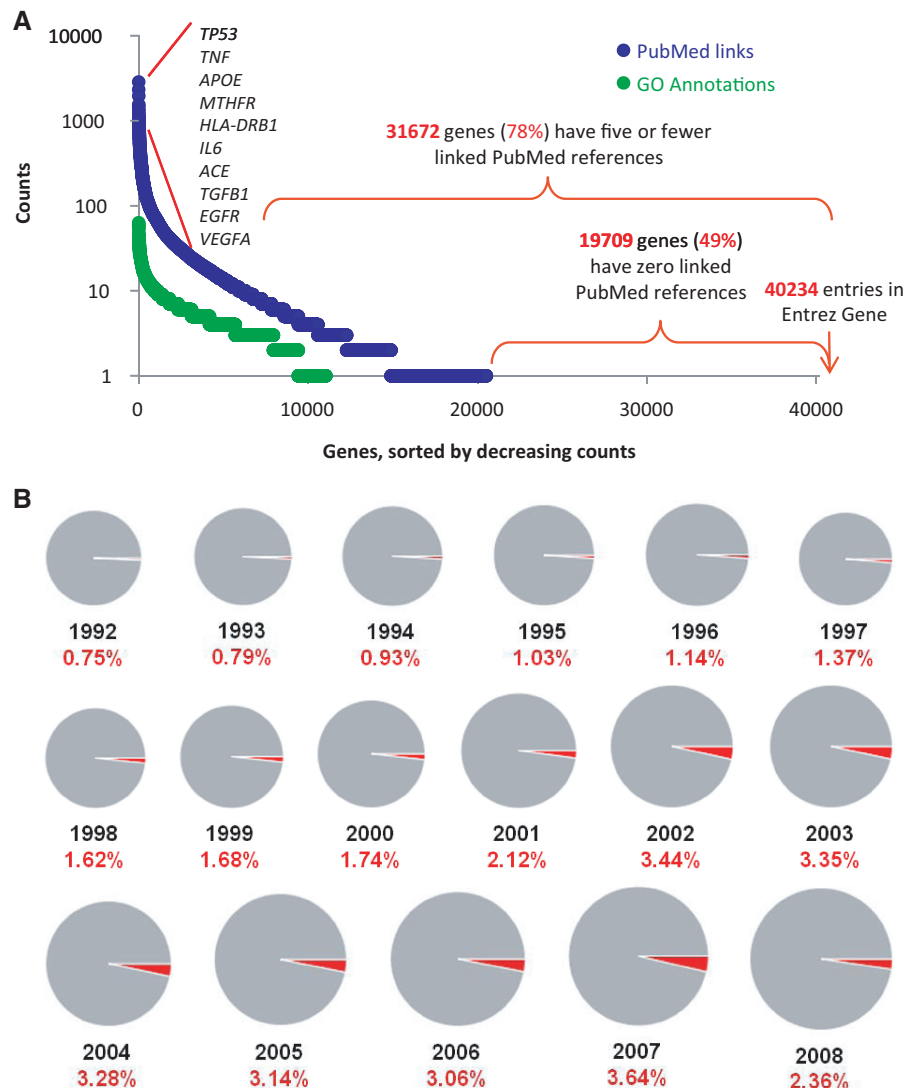 A
10000
1000
100
10
1
Counts
TP53
TNF
APOE
MTHFR
HLA-DRB1
IL6
ACE
TGFB1
EGFR
VEGFA
PubMed links
GO Annotations
31672 genes (78%) have five or fewer
linked PubMed references
19709 genes (49%)
have zero linked
PubMed references
40234 entries in
Entrez Gene
0 10000 20000 30000 40000
Genes, sorted by decreasing counts
B
1992 1993 1994 1995 1996 1997
0.75% 0.79% 0.93% 1.03% 1.14% 1.37%
1998 1999 2000 2001 2002 2003
1.62% 1.68% 1.74% 2.12% 3.44% 3.35%
2004 2005 2006 2007 2008
3.28% 3.14% 3.06% 3.64% 2.36%